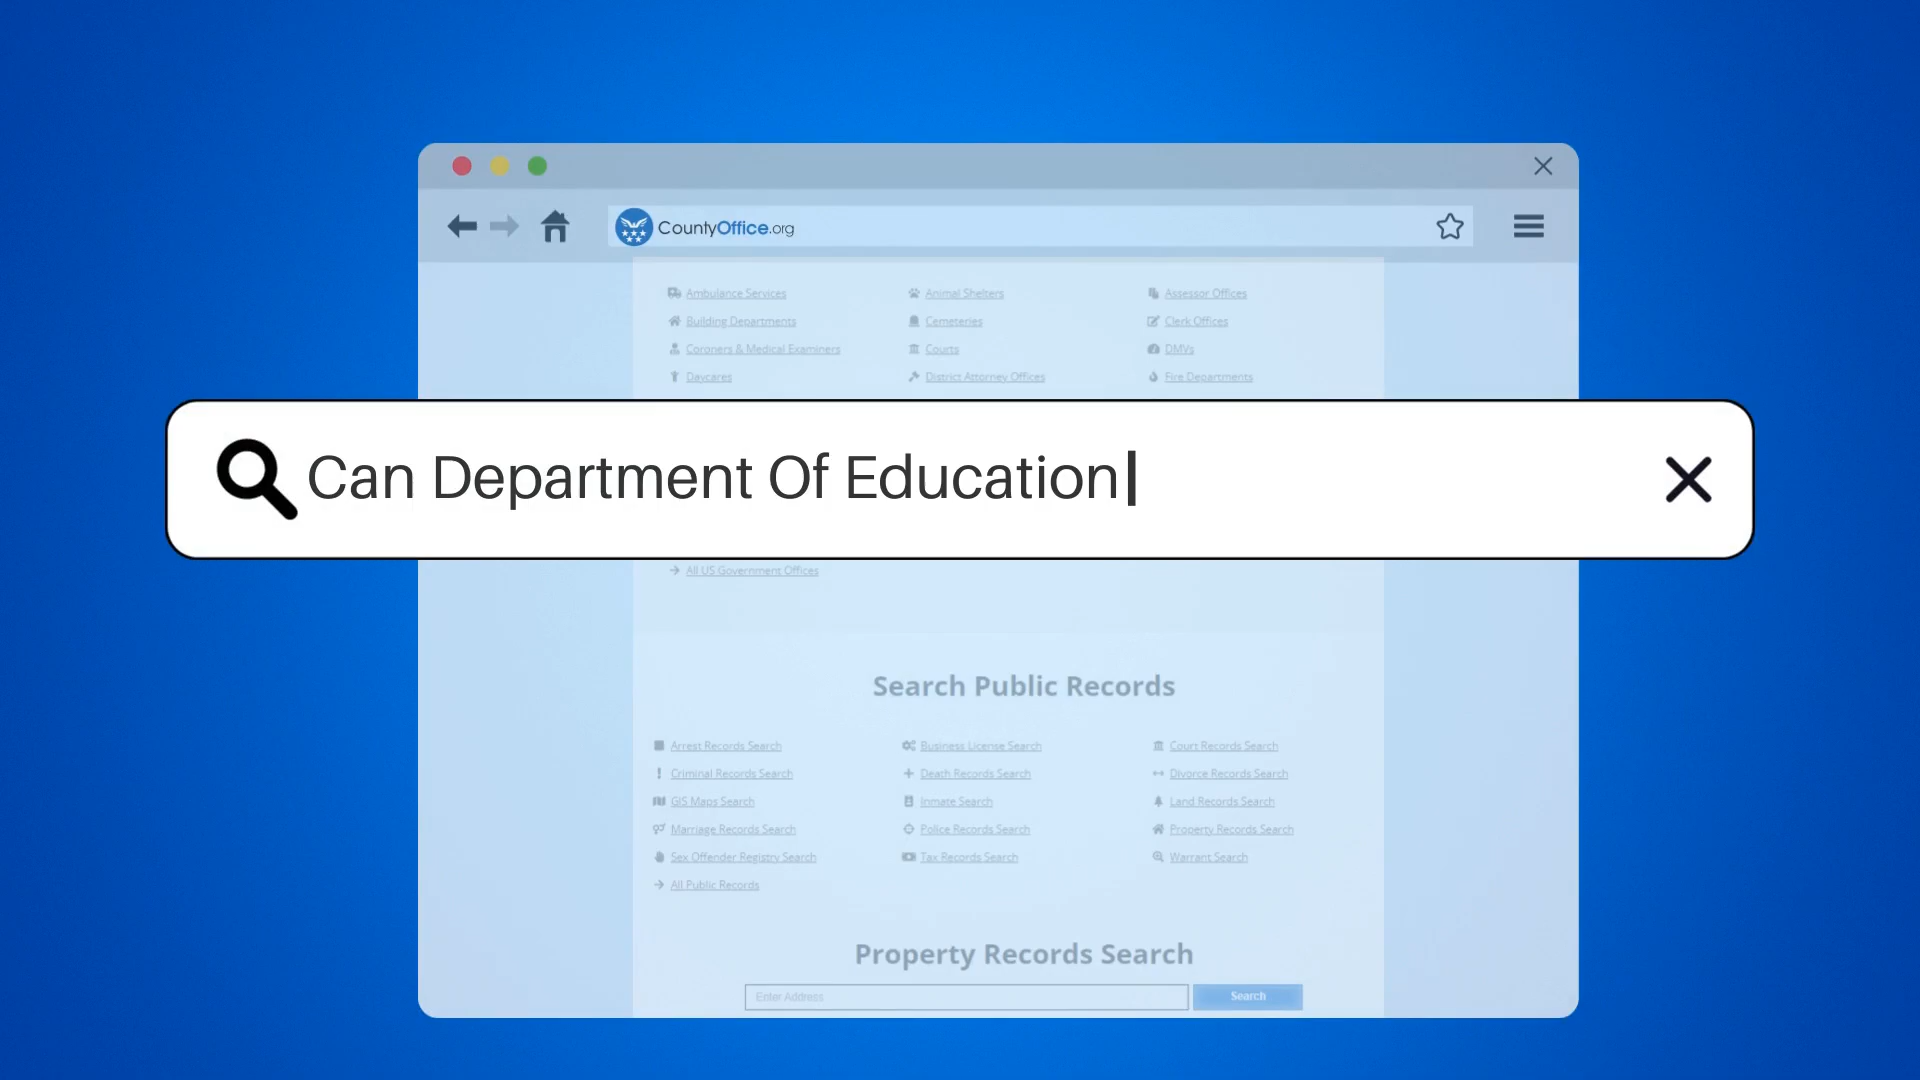 CountyOffice.org
Ambulance Services Animal Shelters Assessor Offices
Building Departments Cemeteries Clerk Offices
Coroners & Medical Examiners Courts DMVs
Daycares District Attorney Offices Fire Departments
Can Department Of Education
All US Government Offices
Search Public Records
Arrest Records Search Business License Search Court Records Search
Criminal Records Search Death Records Search Divorce Records Search
GIS Maps Search Inmate Search Land Records Search
Marriage Records Search Police Records Search Property Records Search
Sex Offender Registry Search Tax Records Search Warrant Search
All Public Records
Property Records Search
Enter Address Search